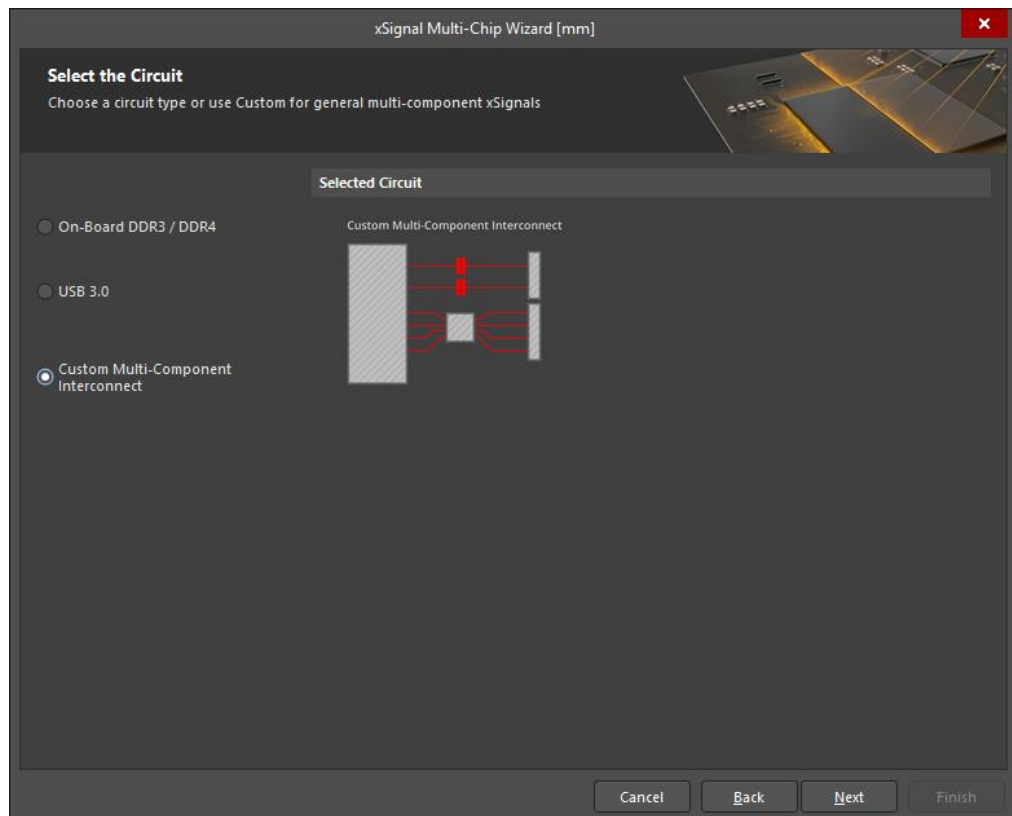 xSignal Multi-Chip Wizard [mm]
Select the Circuit
Choose a circuit type or use Custom for general multi-component xSignals
Selected Circuit
On-Board DDR3 / DDR4
Custom Multi-Component Interconnect
USB 3.0
Custom Multi-Component
Interconnect
Cancel
Back
Next
Finish